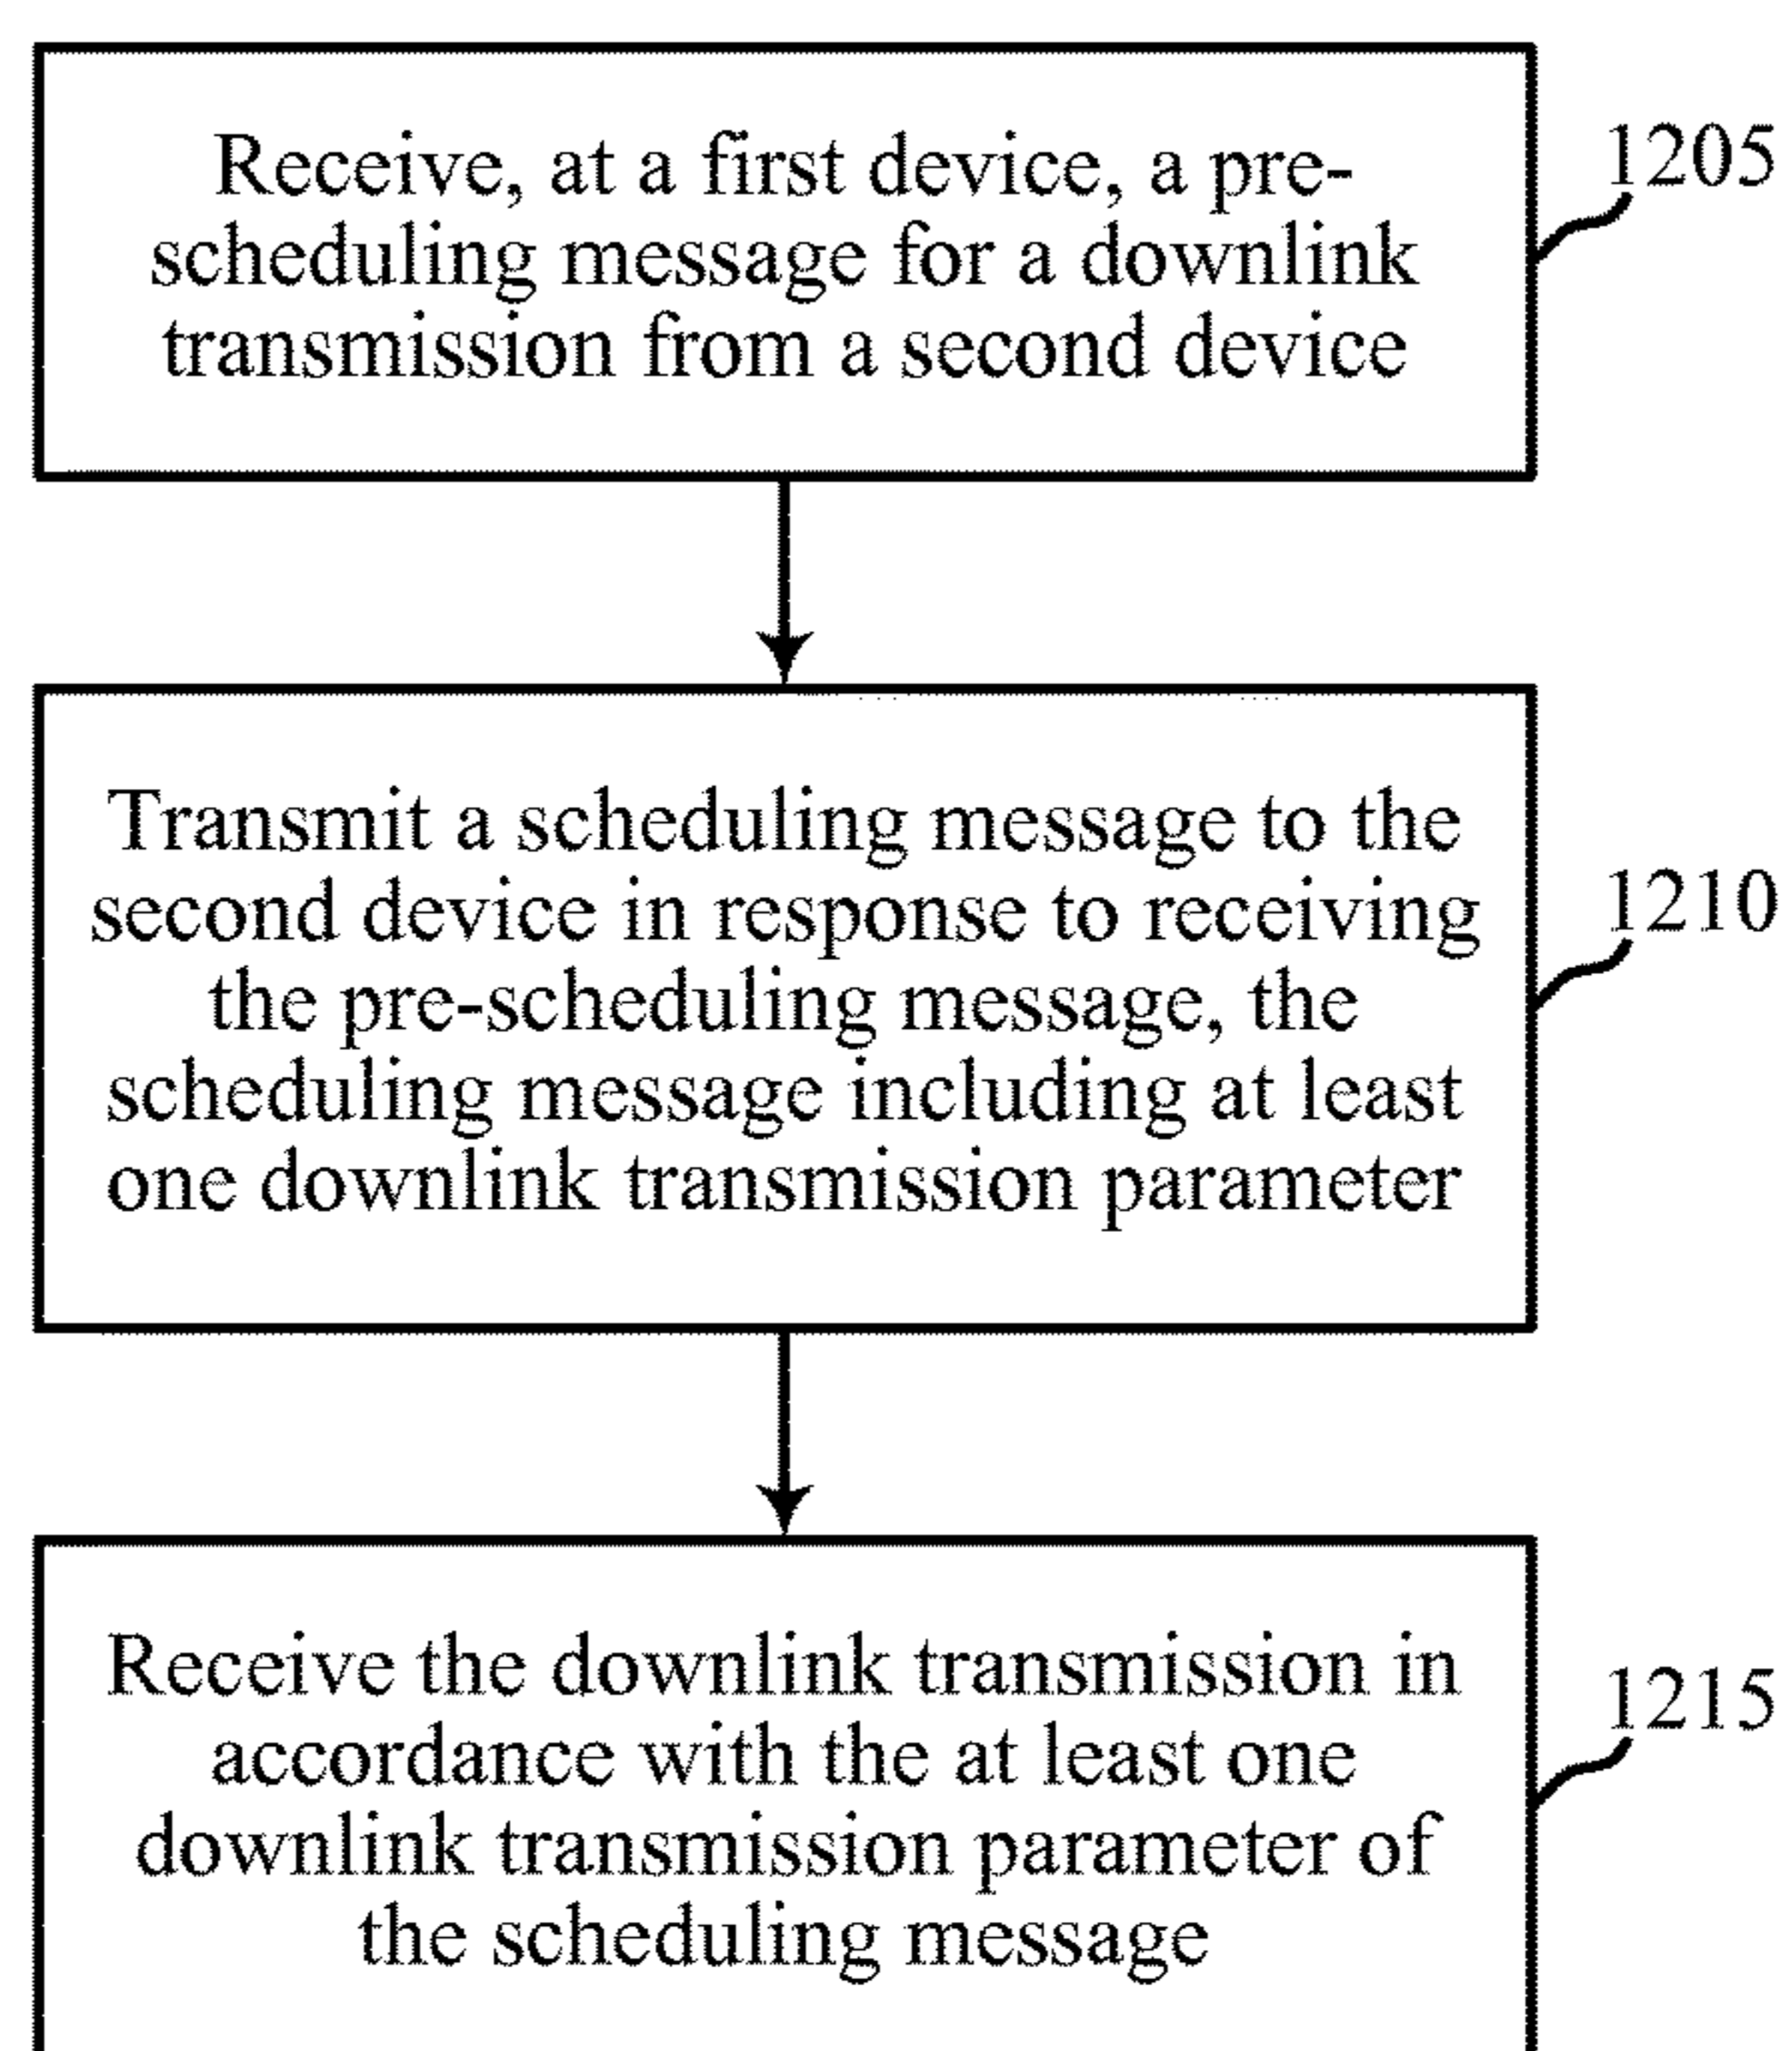 Receive, at a first device, a pre-
scheduling message for a downlink
transmission from a second device
1205
Transmit a scheduling message to the
second device in response to receiving
the pre-scheduling message, the
scheduling message including at least
one downlink transmission parameter
1210
Receive the downlink transmission in
accordance with the at least one
downlink transmission parameter of
the scheduling message
1215